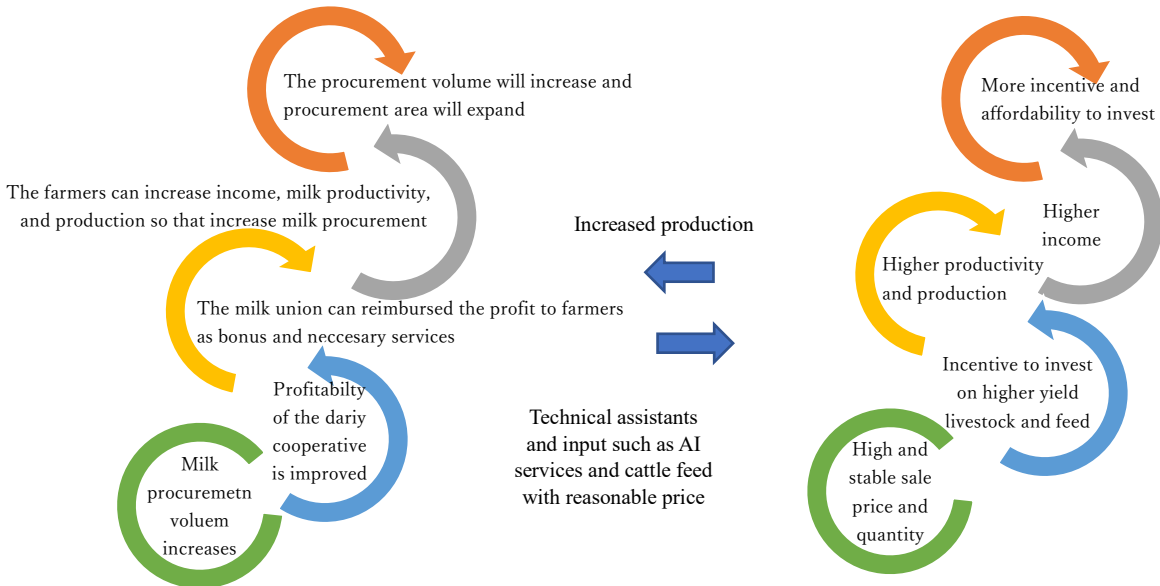 The procurement volume will increase and
procurement area will expand
The farmers can increase income, milk productivity,
and production so that increase milk procurement
The milk union can reimbursed the profit to farmers
as bonus and neccesary services
Profitabilty
of the dariy
cooperative
is improved
Milk
procuremetn
voluem
increases
Increased production
Technical assistants
and input such as AI
services and cattle feed
with reasonable price
More incentive and
affordability to invest
Higher
income
Higher productivity
and production
Incentive to invest
on higher yield
livestock and feed
High and
stable sale
price and
quantity